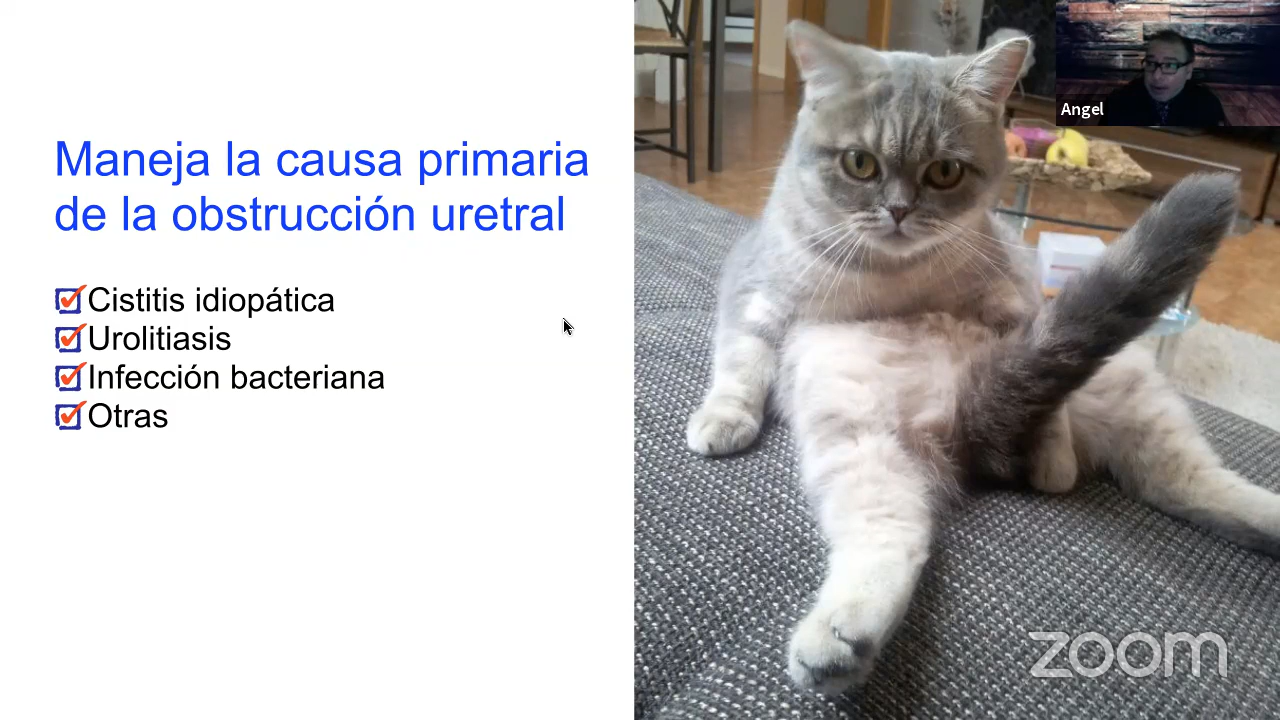 Maneja la causa primaria
de la obstrucción uretral
Cistitis idiopática
Urolitiasis
Infección bacteriana
Otras
Angel
zoom